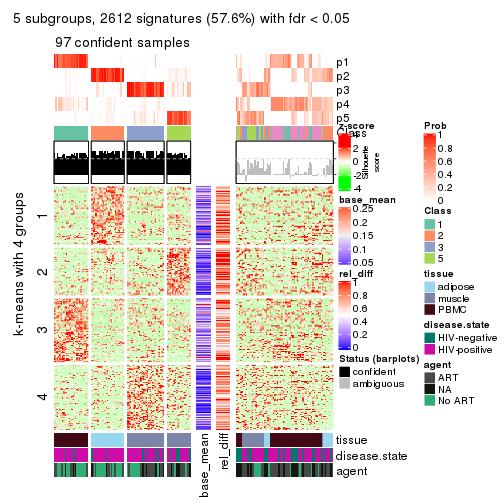 5 subgroups, 2612 signatures (57.6%) with fdr < 0.05
97 confident samples
p1
p2
p3
p4
p5
Class
Silhouette score
1
2
3
4
k-means with 4 groups
base_mean
rel_diff
tissue
disease.state
agent
z-score
4
2
0
-2
-4
base_mean
0.25
0.2
0.15
0.1
0.05
rel_diff
1
0.8
0.6
0.4
0.2
0
Status (barplots)
confident
ambiguous
Prob
1
0.8
0.6
0.4
0.2
0
Class
1
2
3
5
tissue
adipose
muscle
PBMC
disease.state
HIV-negative
HIV-positive
agent
ART
NA
No ART